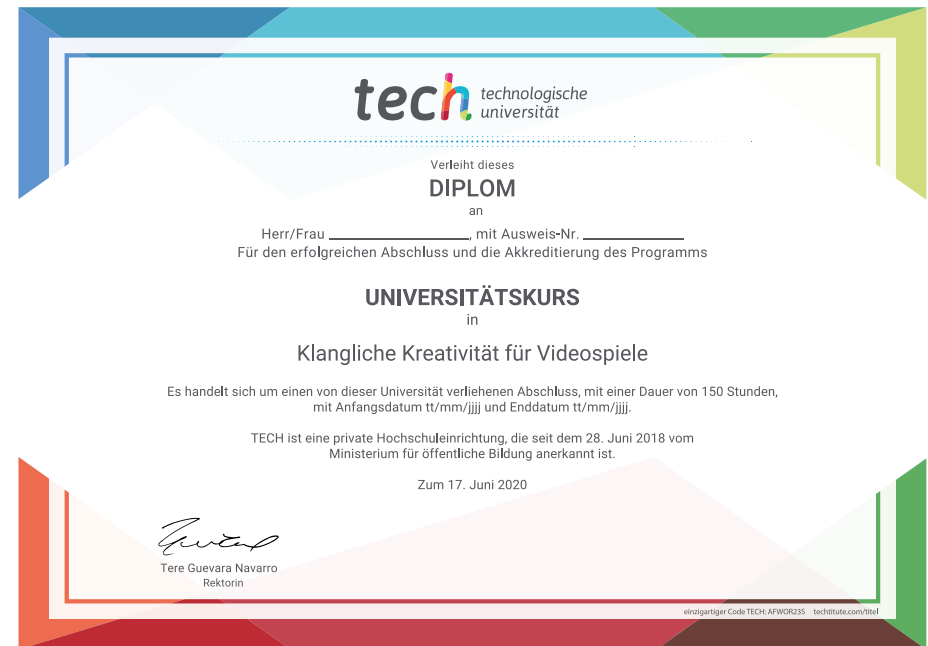 tech technologische
universität
Verleiht dieses
DIPLOM
an
Herr/Frau ____________________, mit Ausweis-Nr. ______________
Für den erfolgreichen Abschluss und die Akkreditierung des Programms
UNIVERSITÄTSKURS
in
Klangliche Kreativität für Videospiele
Es handelt sich um einen von dieser Universität verliehenen Abschluss, mit einer Dauer von 150 Stunden,
mit Anfangsdatum tt/mm/jjjj und Enddatum tt/mm/jjjj.
TECH ist eine private Hochschuleinrichtung, die seit dem 28. Juni 2018 vom
Ministerium für öffentliche Bildung anerkannt ist.
Zum 17. Juni 2020
Tere Guevara Navarro
Rektorin
einzigartiger Code TECH: AFWOR23S techtitute.com/titel